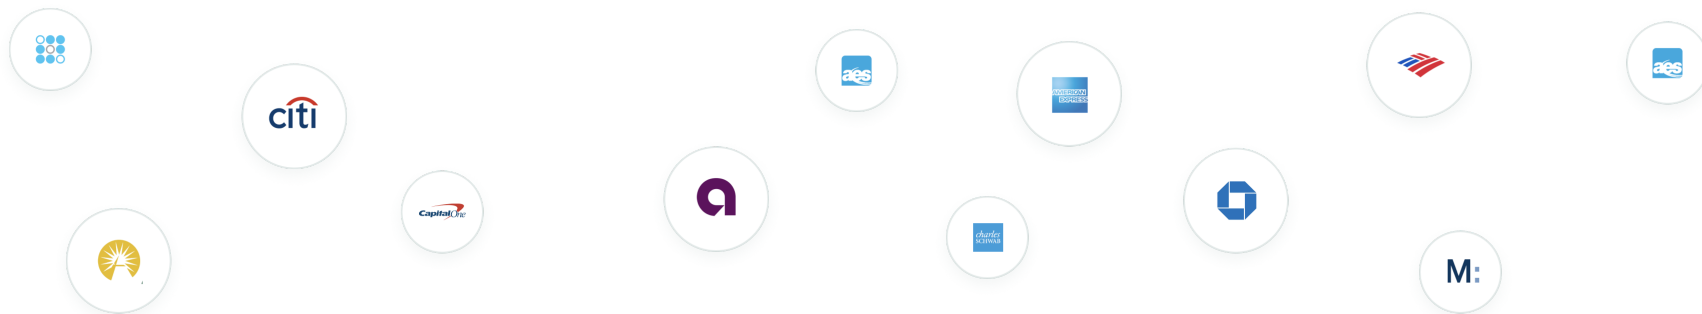 citi
Capital One
a
aes
AMERICAN
EXPRESS
charles
SCHWAB
M:
aes